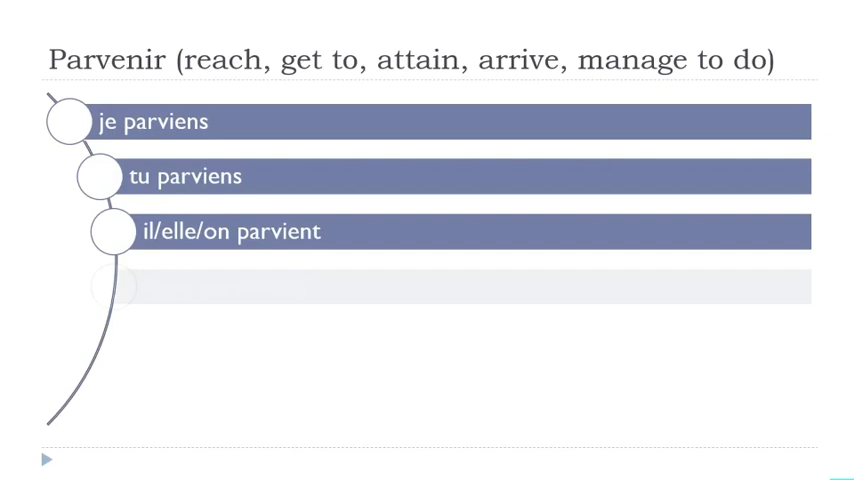 Parvenir (reach, get to, attain, arrive, manage to do)
je parviens
tu parviens
il/elle/on parvient